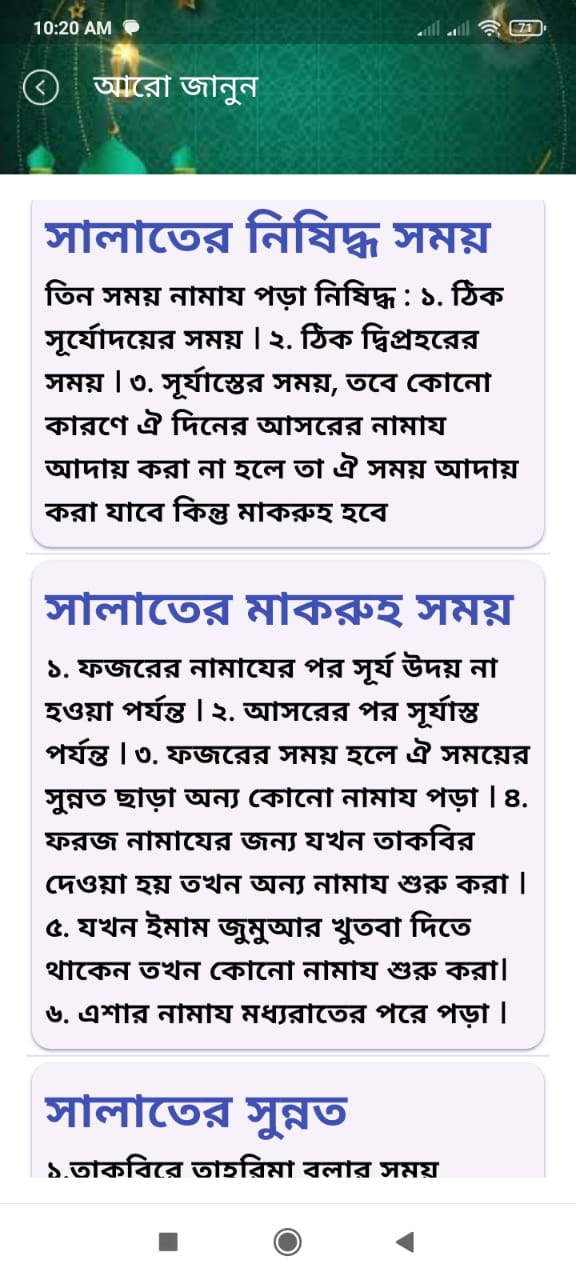 10:20 AM
71
আরো জানুন
সালাতের নিষিদ্ধ সময়
তিন সময় নামায পড়া নিষিদ্ধ : ১. ঠিক
সূর্যোদয়ের সময় | ২. ঠিক দ্বিপ্রহরের
সময় | ৩. সূর্যাস্তের সময়, তবে কোনো
কারণে ঐ দিনের আসরের নামায
আদায় করা না হলে তা ঐ সময় আদায়
করা যাবে কিন্তু মাকরুহ হবে
সালাতের মাকরুহ সময়
১. ফজরের নামাযের পর সূর্য উদয় না
হওয়া পর্যন্ত | ২. আসরের পর সূর্যাস্ত
পর্যন্ত | ৩. ফজরের সময় হলে ঐ সময়ের
সুন্নত ছাড়া অন্য কোনো নামায পড়া | ৪.
ফরজ নামাযের জন্য যখন তাকবির
দেওয়া হয় তখন অন্য নামায শুরু করা |
৫. যখন ইমাম জুমুআর খুতবা দিতে
থাকেন তখন কোনো নামায শুরু করা|
৬. এশার নামায মধ্যরাতের পরে পড়া |
সালাতের সুন্নত
১.তাকবিরে তাহরিমা বলার সময়